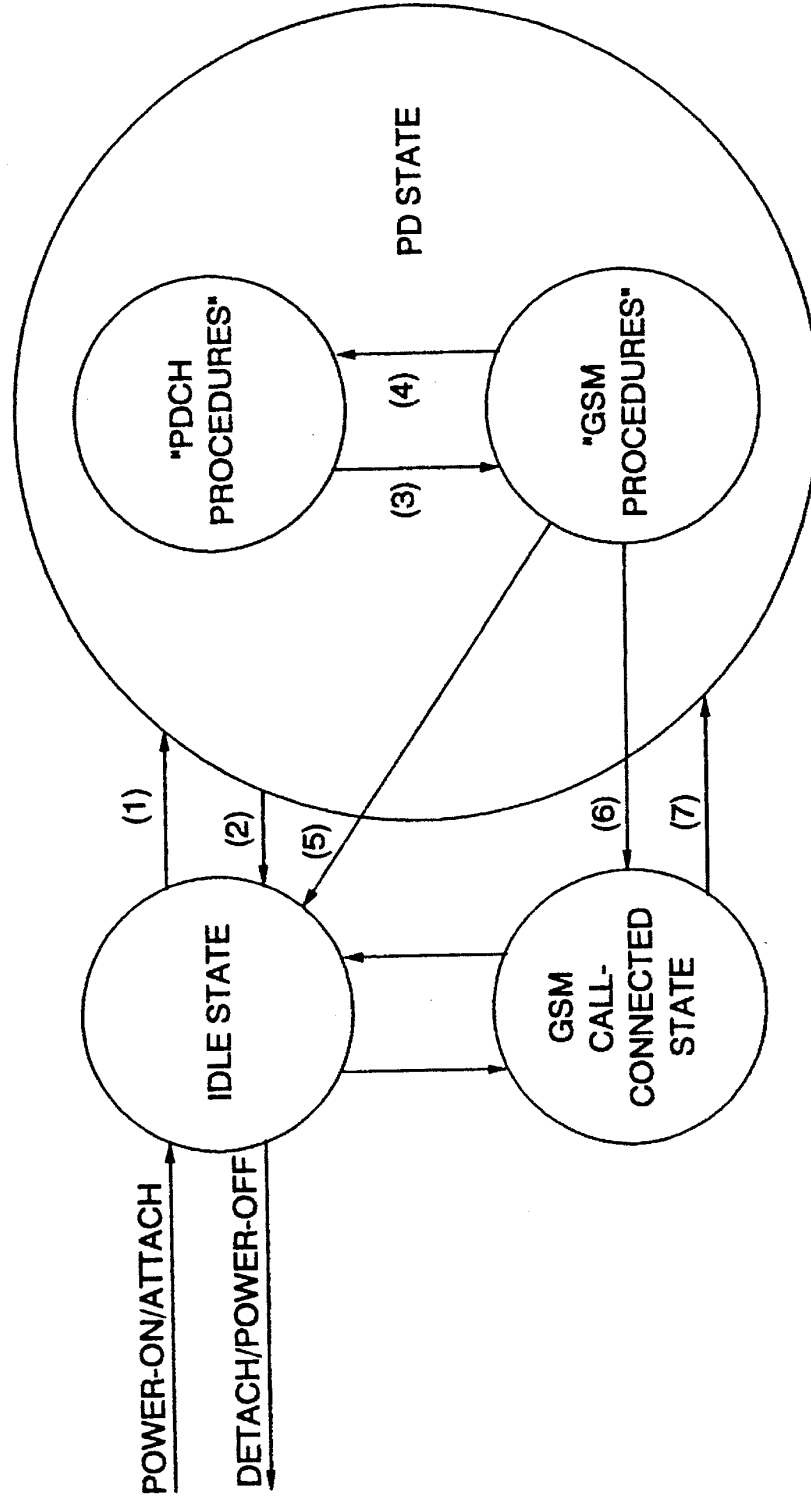 POWER-ON/ATTACH
DETACH/POWER-OFF
IDLE STATE
(1)
(2)
(5)
GSM
CALL-
CONNECTED
STATE
(6)
(7)
"PDCH
PROCEDURES"
(3)
(4)
"GSM
PROCEDURES"
PD STATE